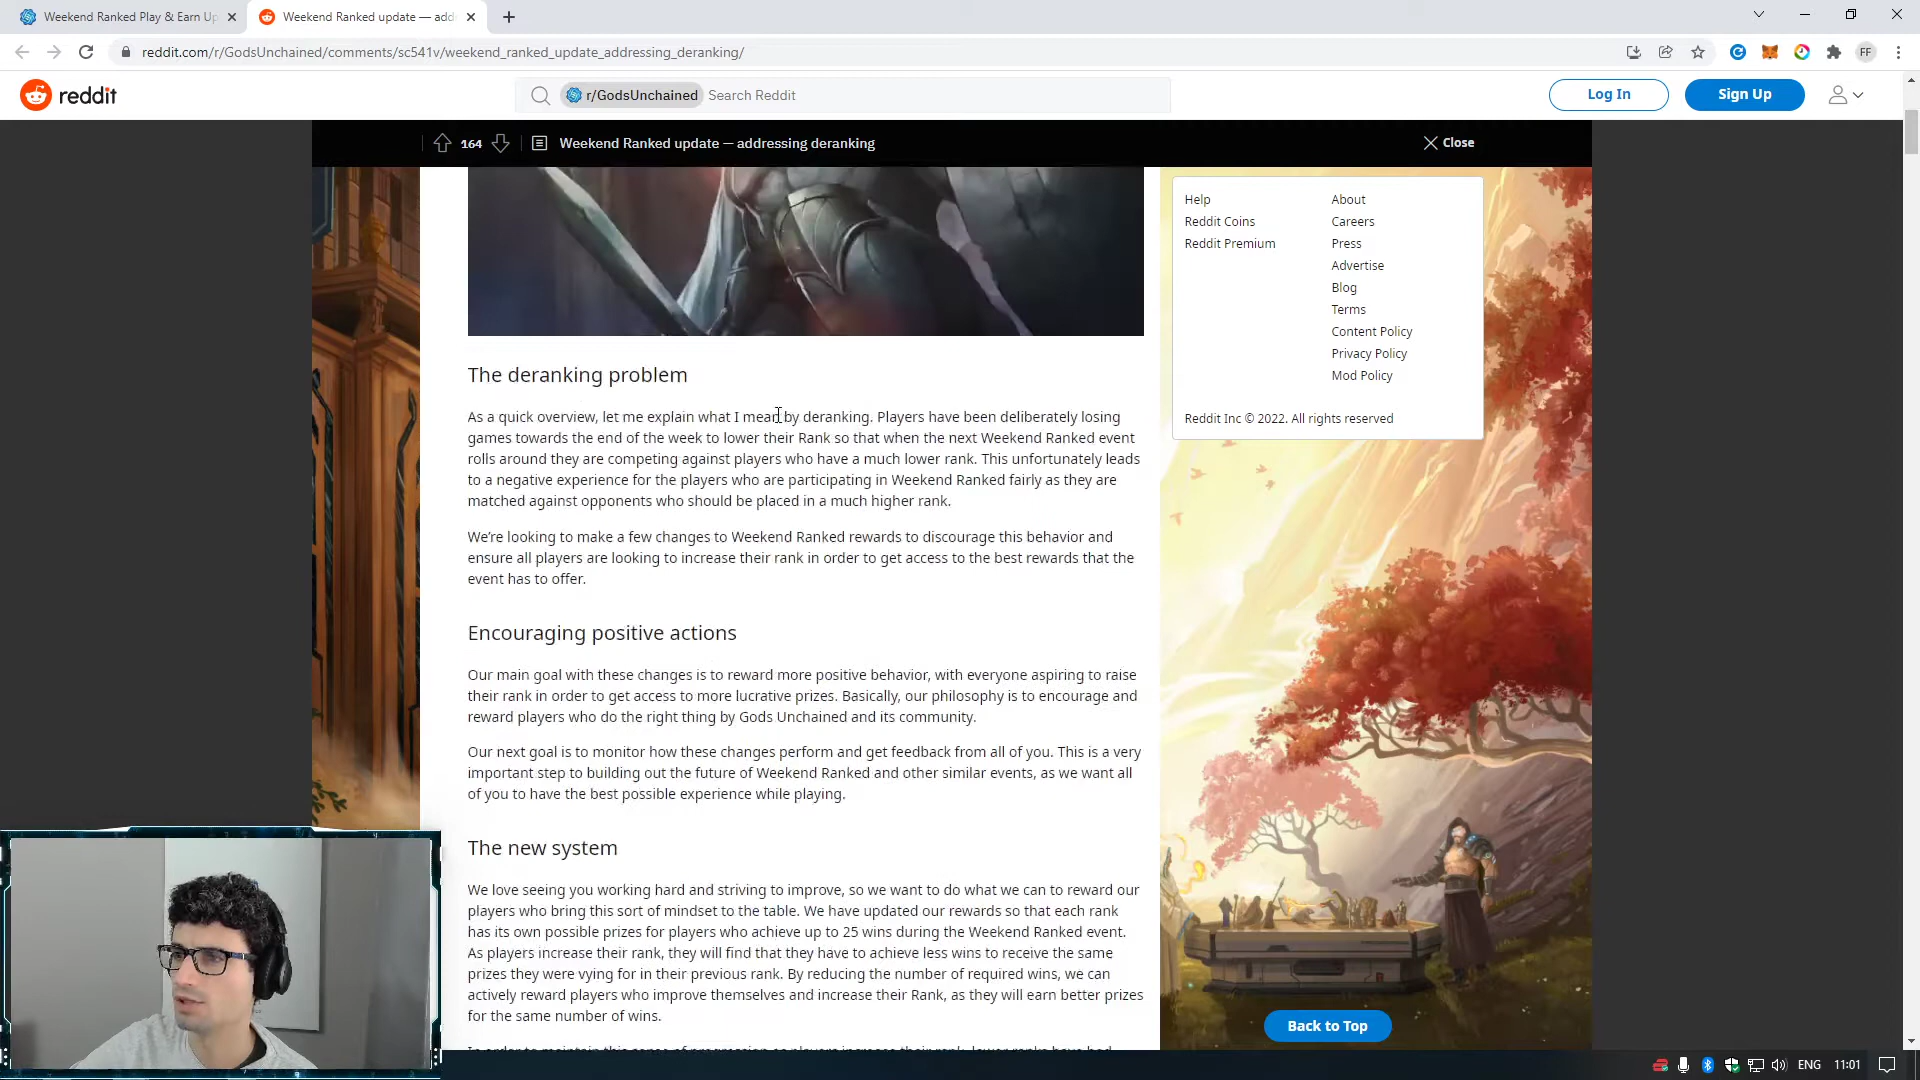 Weekend Ranked Play & Earn Up
Weekend Ranked update — add
reddit.com/r/GodsUnchained/comments/sc541v/weekend_ranked_update_addressing_deranking/
FF
reddit
r/GodsUnchained Search Reddit
Log In
Sign Up
164
Weekend Ranked update — addressing deranking
Close
Help
About
Reddit Coins
Careers
Reddit Premium
Press
Advertise
Blog
Terms
Content Policy
Privacy Policy
Mod Policy
Reddit Inc © 2022. All rights reserved
The deranking problem
As a quick overview, let me explain what I mean by deranking. Players have been deliberately losing
games towards the end of the week to lower their Rank so that when the next Weekend Ranked event
rolls around they are competing against players who have a much lower rank. This unfortunately leads
to a negative experience for the players who are participating in Weekend Ranked fairly as they are
matched against opponents who should be placed in a much higher rank.
We’re looking to make a few changes to Weekend Ranked rewards to discourage this behavior and
ensure all players are looking to increase their rank in order to get access to the best rewards that the
event has to offer.
Encouraging positive actions
Our main goal with these changes is to reward more positive behavior, with everyone aspiring to raise
their rank in order to get access to more lucrative prizes. Basically, our philosophy is to encourage and
reward players who do the right thing by Gods Unchained and its community.
Our next goal is to monitor how these changes perform and get feedback from all of you. This is a very
important step to building out the future of Weekend Ranked and other similar events, as we want all
of you to have the best possible experience while playing.
The new system
We love seeing you working hard and striving to improve, so we want to do what we can to reward our
players who bring this sort of mindset to the table. We have updated our rewards so that each rank
has its own possible prizes for players who achieve up to 25 wins during the Weekend Ranked event.
As players increase their rank, they will find that they have to achieve less wins to receive the same
prizes they were vying for in their previous rank. By reducing the number of required wins, we can
actively reward players who improve themselves and increase their Rank, as they will earn better prizes
for the same number of wins.
Back to Top
ENG
11:01